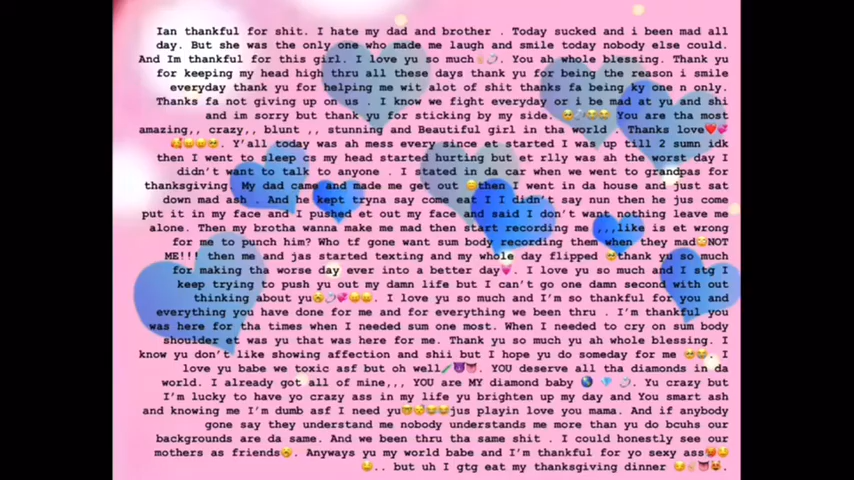 Ian thankful for shit. I hate my dad and brother . Today sucked and i been mad all
day. But she was the only one who made me laugh and smile today nobody else could.
And Im thankful for this girl. I love yu so much✌🏼💍. You ah whole blessing. Thank yu
for keeping my head high thru all these days thank yu for being the reason i smile
everyday thank yu for helping me wit alot of shit thanks fa being ky one n only.
Thanks fa not giving up on us . I know we fight everyday or i be mad at yu and shi
and im sorry but thank yu for sticking by my side. 🥺💍😂😂 You are tha most
amazing,, crazy,, blunt ,, stunning and Beautiful girl in tha world . Thanks love❤️💞
🥰😛😛🥺. Y'all today was ah mess every since et started I was up till 2 sumn idk
then I went to sleep cs my head started hurting but et rlly was ah the worse day I
didn't want to talk to anyone . I stated in da car when we went to grandpas for
thanksgiving. My dad came and made me get out 😑then I went in da house and just sat
down mad ash . And he kept tryna say come eat I I didn't say nun then he jus come
put it in my face and I pushed et out my face and said I don't want nothing leave me
alone. Then my brotha wanna make me mad then start recording me ,,,like is et wrong
for me to punch him? Who tf gone want sum body recording them when they mad😋NOT
ME!!! then me and jas started texting and my whole day flipped 🥺thank yu so much
for making tha worse day ever into a better day💗. I love yu so much and I stg I
keep trying to push yu out my damn life but I can't go one damn second with out
thinking about yu😢💍💞😛😛. I love yu so much and I'm so thankful for you and
everything you have done for me and for everything we been thru . I'm thankful you
was here for tha times when I needed sum one most. When I needed to cry on sum body
shoulder et was yu that was here for me. Thank yu so much yu ah whole blessing. I
know yu don't like showing affection and shii but I hope yu do someday for me 🥺😂. I
love yu babe we toxic asf but oh well🧪😈👅. YOU deserve all tha diamonds in da
world. I already got all of mine,,, YOU are MY diamond baby 🌎 💎 💍. Yu crazy but
I'm lucky to have yo crazy ass in my life yu brighten up my day and You smart ash
and knowing me I'm dumb asf I need yu🤓😴😂😂jus playin love you mama. And if anybody
gone say they understand me nobody understands me more than yu do bcuhs our
backgrounds are da same. And we been thru tha same shit . I could honestly see our
mothers as friends😢. Anyways yu my world babe and I'm thankful for yo sexy ass🥵😋
😋.. but uh I gtg eat my thanksgiving dinner 😏✌🏼👅🥵.